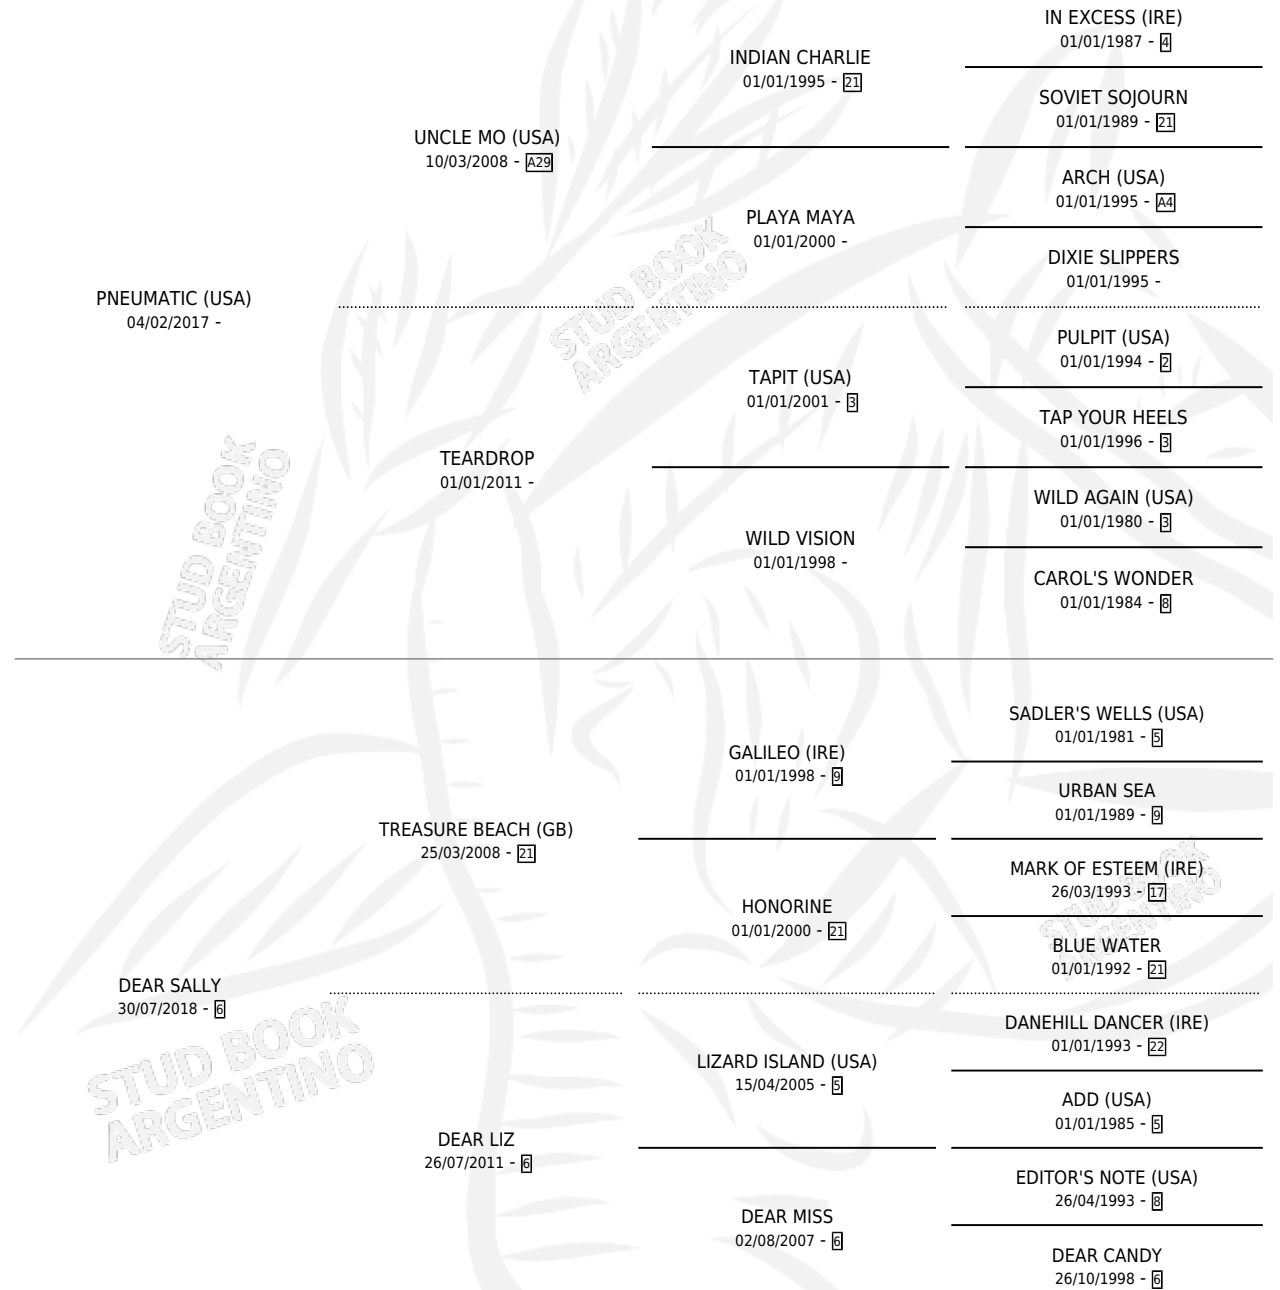 IN EXCESS (IRE)
01/01/1987 - 4
INDIAN CHARLIE
01/01/1995 - 21
SOVIET SOJOURN
01/01/1989 - 21
UNCLE MO (USA)
10/03/2008 - A29
ARCH (USA)
01/01/1995 - A4
PLAYA MAYA
01/01/2000 -
DIXIE SLIPPERS
01/01/1995 -
PNEUMATIC (USA)
04/02/2017 -
PULPIT (USA)
01/01/1994 - 2
TAPIT (USA)
01/01/2001 - 3
TAP YOUR HEELS
01/01/1996 - 3
TEARDROP
01/01/2011 -
WILD AGAIN (USA)
01/01/1980 - 3
WILD VISION
01/01/1998 -
CAROL'S WONDER
01/01/1984 - 8
SADLER'S WELLS (USA)
01/01/1981 - 5
GALILEO (IRE)
01/01/1998 - 9
URBAN SEA
01/01/1989 - 9
TREASURE BEACH (GB)
25/03/2008 - 21
MARK OF ESTEEM (IRE)
26/03/1993 - 17
HONORINE
01/01/2000 - 21
BLUE WATER
01/01/1992 - 21
DEAR SALLY
30/07/2018 - 6
DANEHILL DANCER (IRE)
01/01/1993 - 22
LIZARD ISLAND (USA)
15/04/2005 - 5
ADD (USA)
01/01/1985 - 5
DEAR LIZ
26/07/2011 - 6
EDITOR'S NOTE (USA)
26/04/1993 - 8
DEAR MISS
02/08/2007 - 6
DEAR CANDY
26/10/1998 - 6
STUD BOOK
ARGENTINO
STUD BOOK
ARGENTINO
STUD BOOK
ARGENTINO
STUD BOOK
ARGENTINO